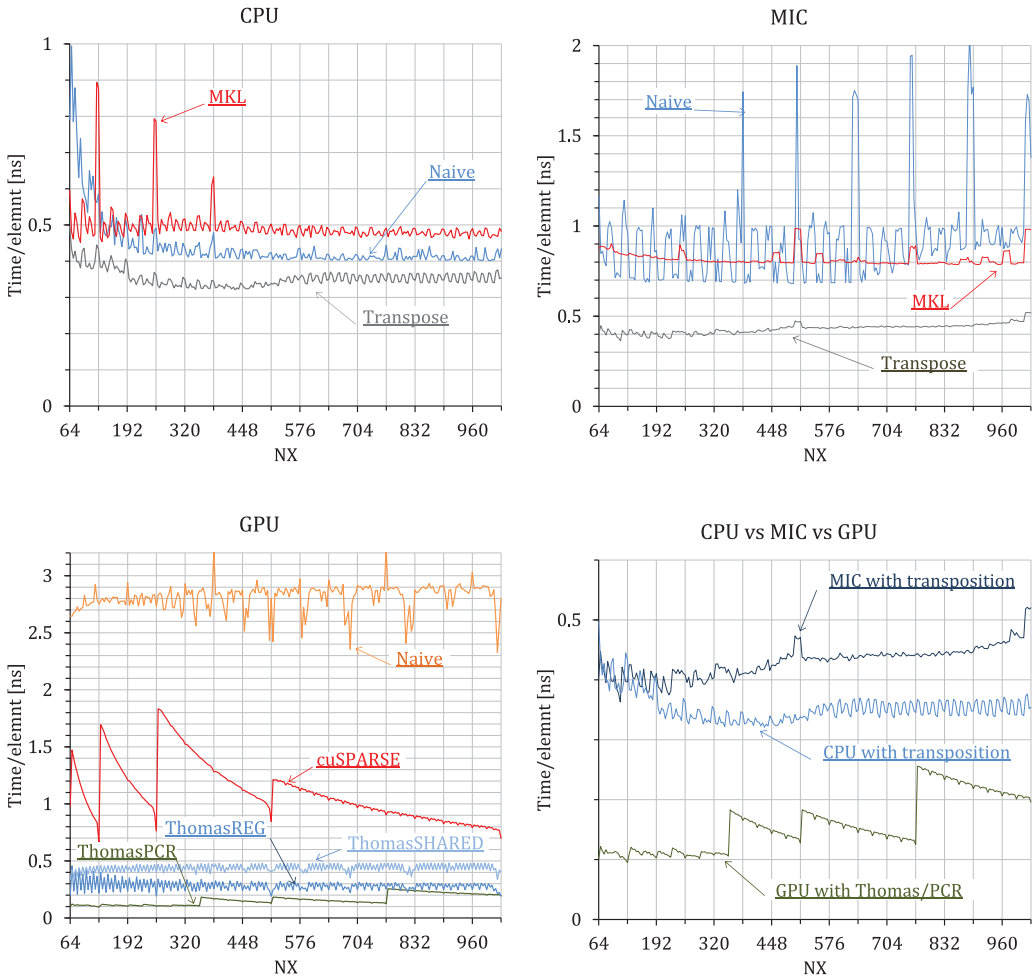 CPU
Time/elemnt [ns]
1
0.5
0
MKL
Naive
Transpose
64 192 320 448 576 704 832 960
NX
MIC
Time/elemnt [ns]
2
1.5
1
0.5
0
Naive
MKL
Transpose
64 192 320 448 576 704 832 960
NX
GPU
Time/elemnt [ns]
3
2.5
2
1.5
1
0.5
0
Naive
cuSPARSE
ThomasREG
ThomasSHARED
ThomasPCR
64 192 320 448 576 704 832 960
NX
CPU vs MIC vs GPU
Time/elemnt [ns]
0.5
0
MIC with transposition
CPU with transposition
GPU with Thomas/PCR
64 192 320 448 576 704 832 960
NX